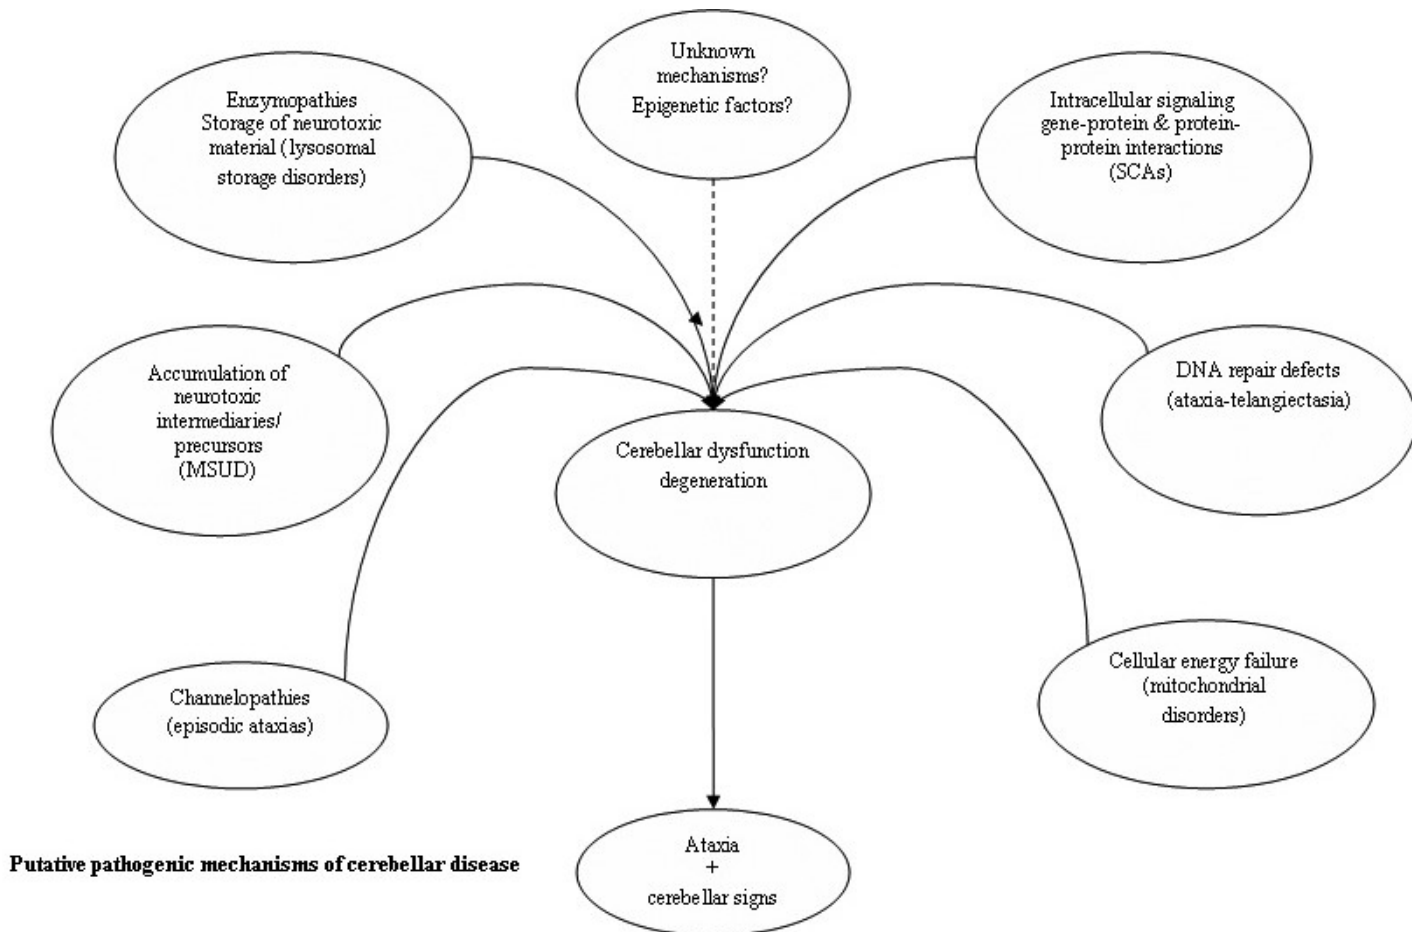 Unknown
mechanisms?
Epigenetic factors?
Enzymopathies
Storage of neurotoxic
material (lysosomal
storage disorders)
Intracellular signaling
gene-protein & protein-
protein interactions
(SCAs)
Accumulation of
neurotoxic
intermediaries/
precursors
(MSUD)
DNA repair defects
(ataxia-telangiectasia)
Cerebellar dysfunction
degeneration
Channelopathies
(episodic ataxias)
Cellular energy failure
(mitochondrial
disorders)
Ataxia
+
cerebellar signs
Putative pathogenic mechanisms of cerebellar disease